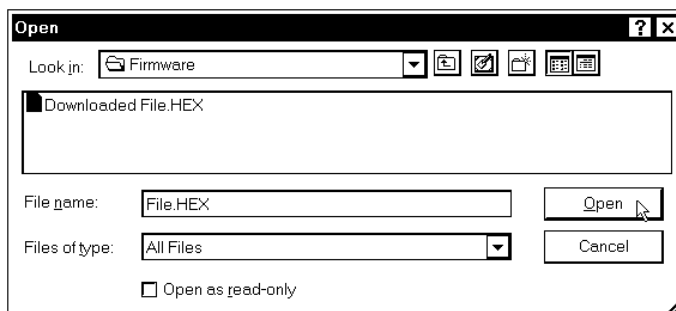 Open ? ×
Look in: Firmware
Downloaded File.HEX
File name: File.HEX Open
Files of type: All Files Cancel
Open as read-only